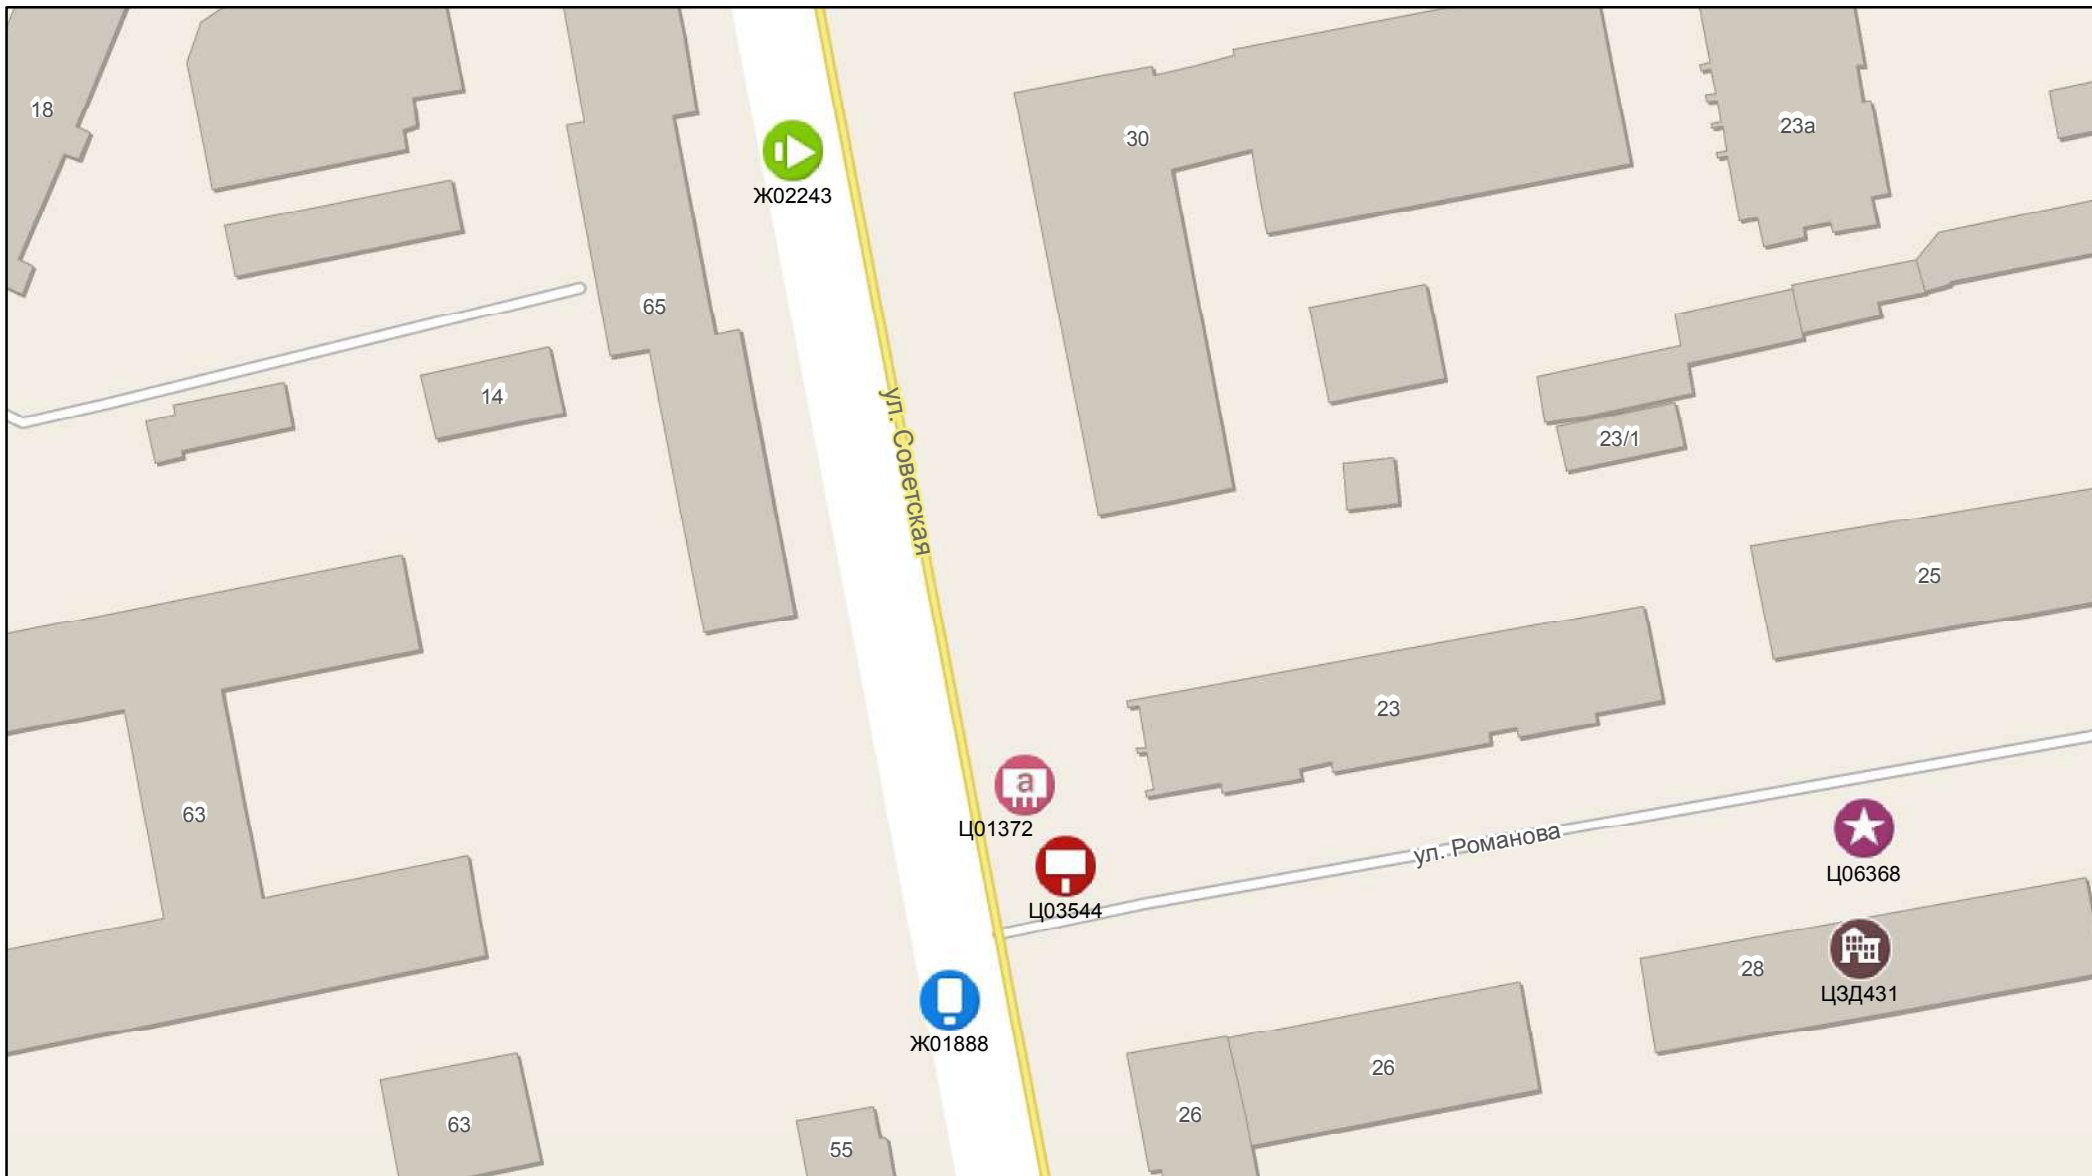 18
30
23а
Ж02243
65
14
ул. Советская
23/1
25
23
63
а
Ц01372
ул. Романова
Ц06368
Ц03544
28
ЦЗД431
Ж01888
26
26
63
55